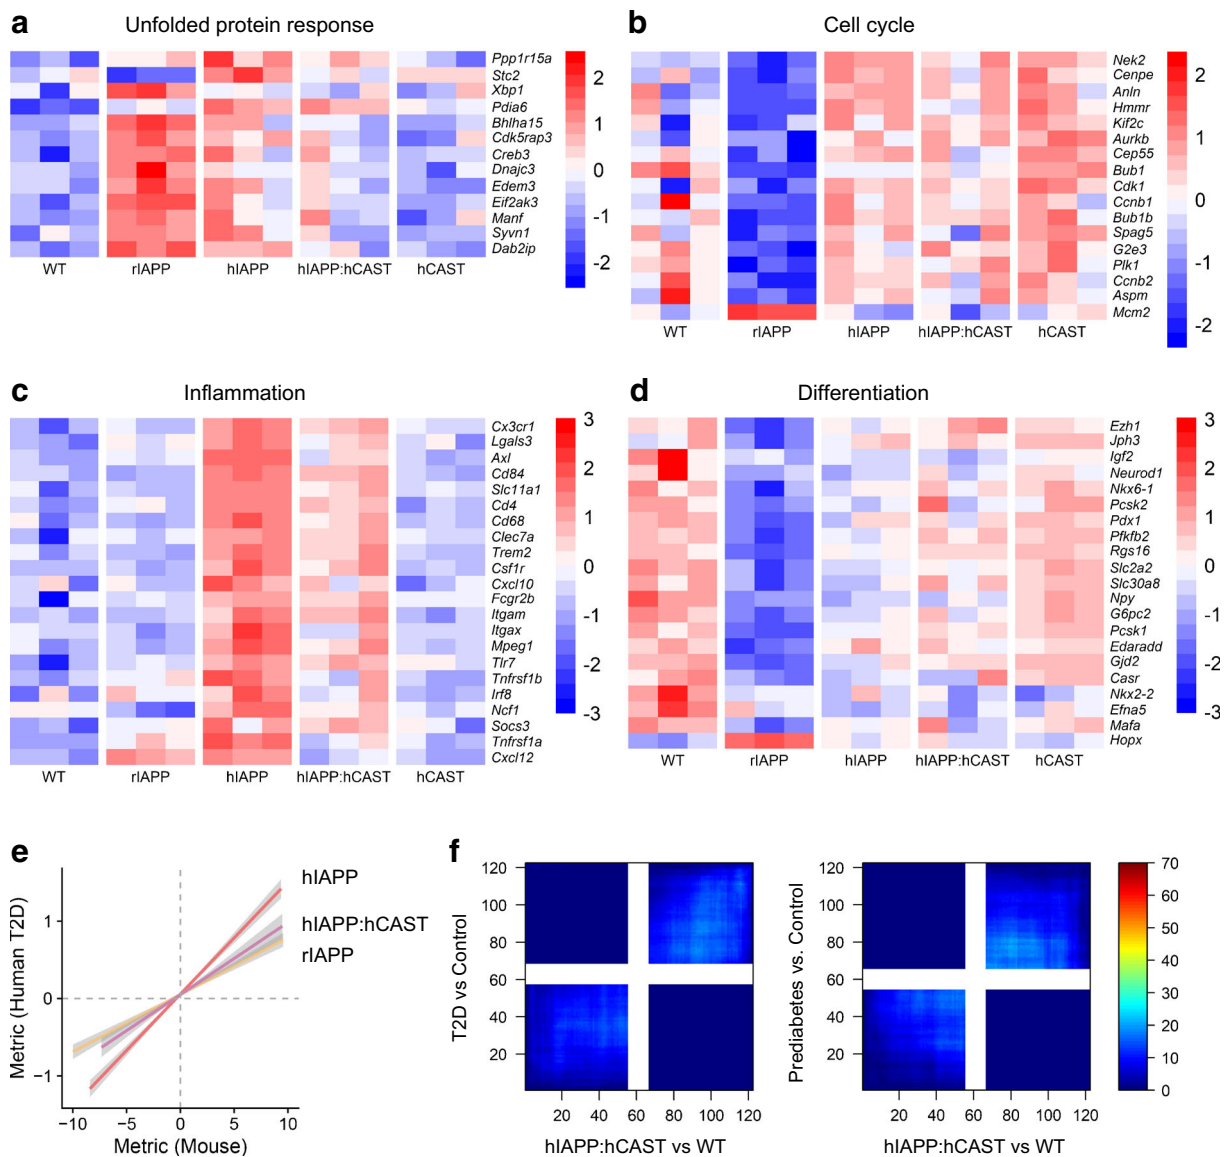 a
Unfolded protein response
Ppp1r15a
Stc2
Xbp1
Pdia6
Bhlha15
Cdk5rap3
Creb3
Dnajc3
Edem3
Eif2ak3
Manf
Syvn1
Dab2ip
WT rIAPP hIAPP hIAPP:hCAST hCAST
2
1
0
-1
-2
b
Cell cycle
Nek2
Cenpe
Anln
Hmmr
Kif2c
Aurkb
Cep55
Bub1
Cdk1
Ccnb1
Bub1b
Spag5
G2e3
Plk1
Ccnb2
Aspm
Mcm2
WT rIAPP hIAPP hIAPP:hCAST hCAST
2
1
0
-1
-2
c
Inflammation
Cx3cr1
Lgals3
Axl
Cd84
Slc11a1
Cd4
Cd68
Clec7a
Trem2
Csf1r
Cxcl10
Fcgr2b
Itgam
Itgax
Mpeg1
Tlr7
Tnfrsf1b
Irf8
Ncf1
Socs3
Tnfrsf1a
Cxcl12
WT rIAPP hIAPP hIAPP:hCAST hCAST
3
2
1
0
-1
-2
-3
d
Differentiation
Ezh1
Jph3
Igf2
Neurod1
Nkx6-1
Pcsk2
Pdx1
Pfkfb2
Rgs16
Slc2a2
Slc30a8
Npy
G6pc2
Pcsk1
Edaradd
Gjd2
Casr
Nkx2-2
Efna5
Mafa
Hopx
WT rIAPP hIAPP hIAPP:hCAST hCAST
3
2
1
0
-1
-2
-3
e
Metric (Human T2D)
1
0
−1
hIAPP
hIAPP:hCAST
rIAPP
−10 −5 0 5 10
Metric (Mouse)
f
T2D vs Control
120
100
80
60
40
20
20 40 60 80 100 120
hIAPP:hCAST vs WT
Prediabetes vs. Control
120
100
80
60
40
20
20 40 60 80 100 120
hIAPP:hCAST vs WT
70
60
50
40
30
20
10
0